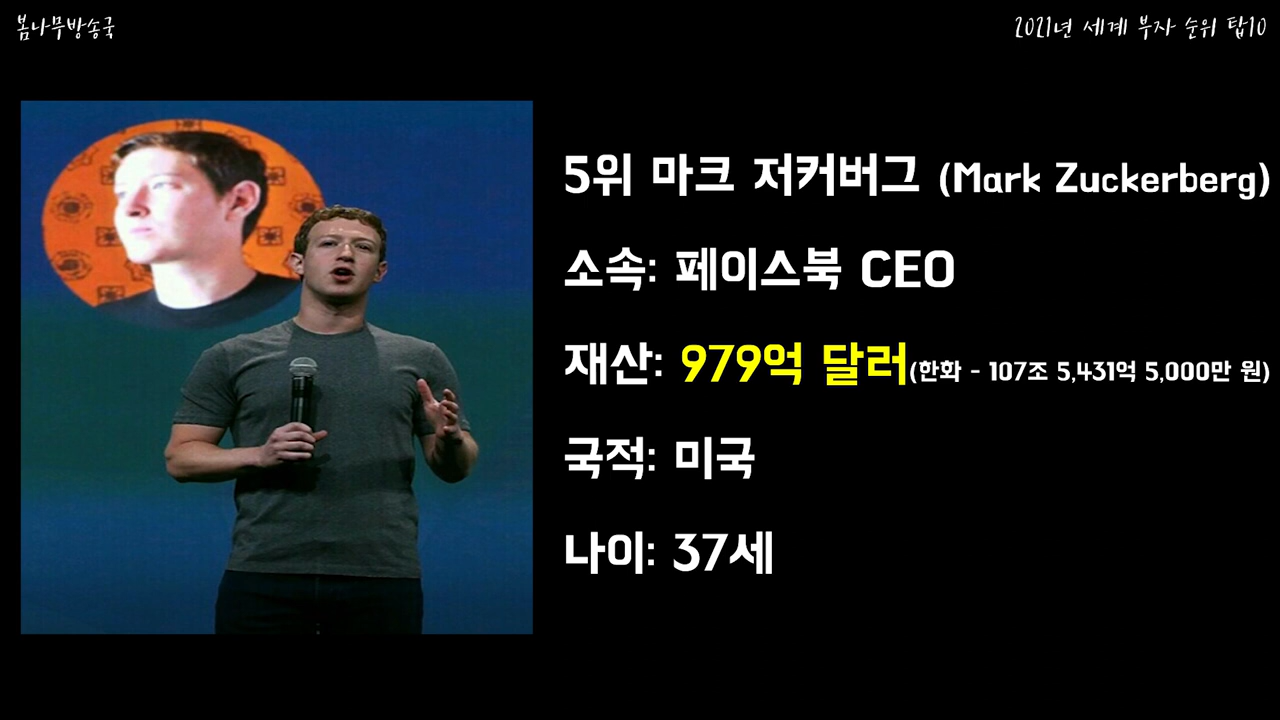 봄나무방송국
2021년 세계 부자 순위 탑10
5위 마크 저커버그 (Mark Zuckerberg)
소속: 페이스북 CEO
재산: 979억 달러(한화 - 107조 5,431억 5,000만 원)
국적: 미국
나이: 37세